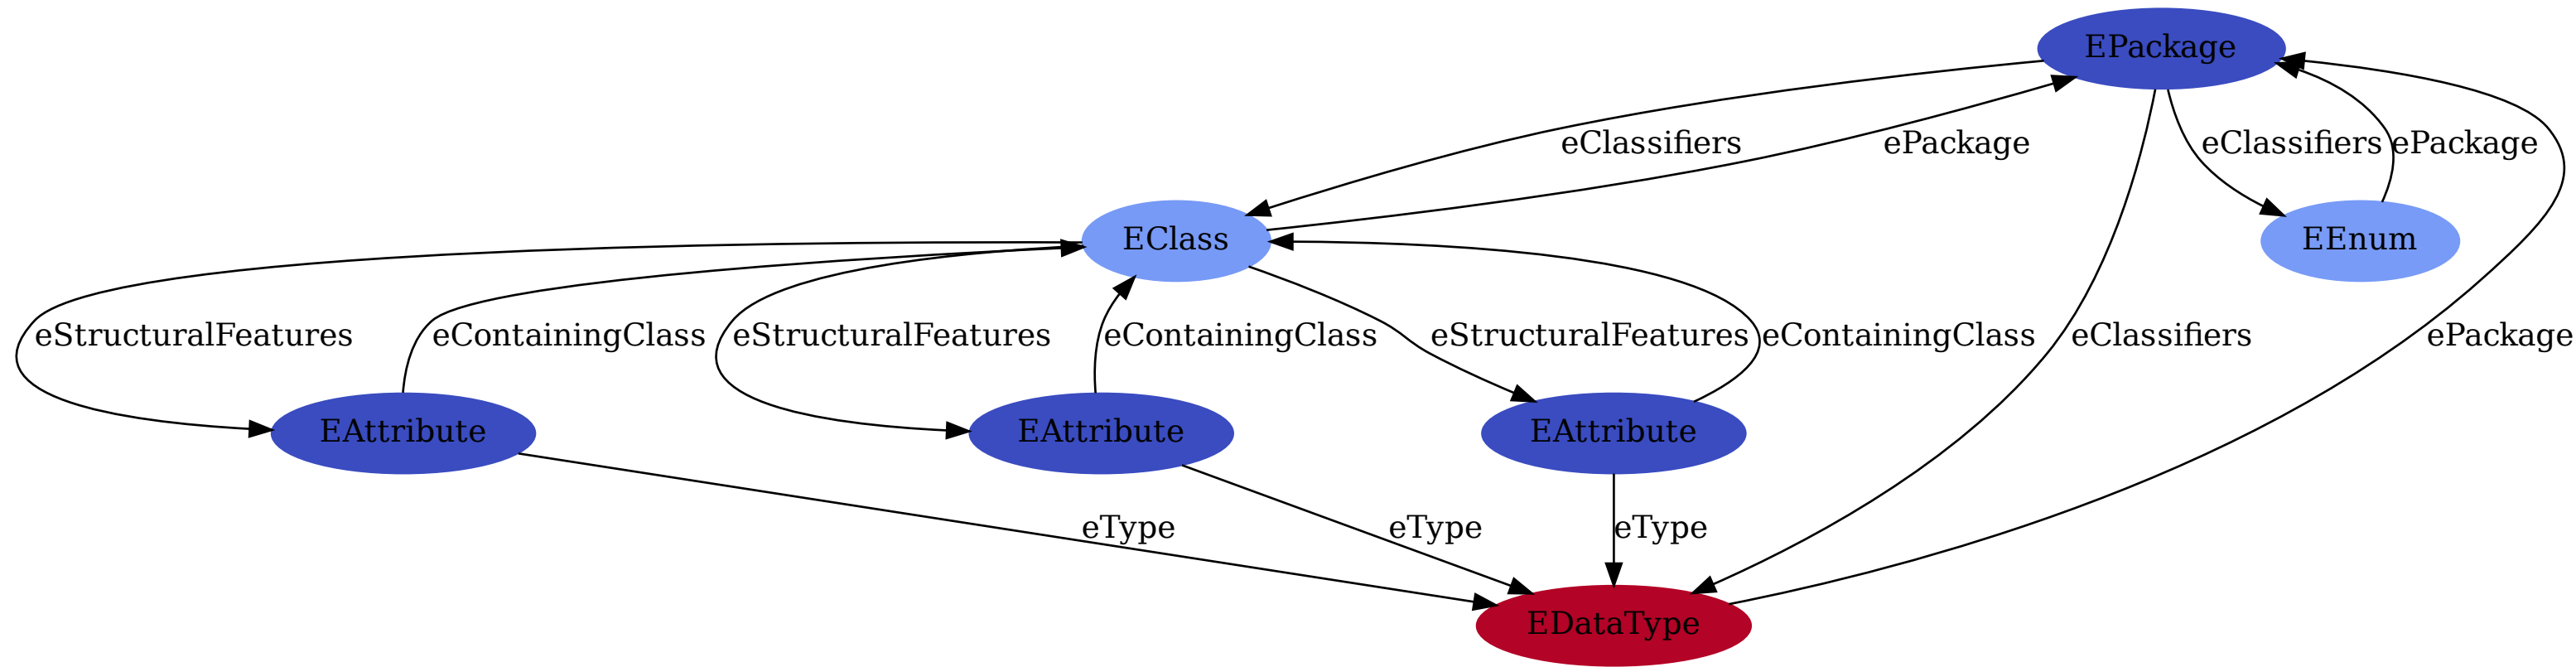 EPackage
eClassifiers
ePackage
eClassifiers
ePackage
EClass
EEnum
eStructuralFeatures
eContainingClass
eStructuralFeatures
eContainingClass
eStructuralFeatures
eContainingClass
eClassifiers
ePackage
EAttribute
EAttribute
EAttribute
eType
eType
eType
EDataType